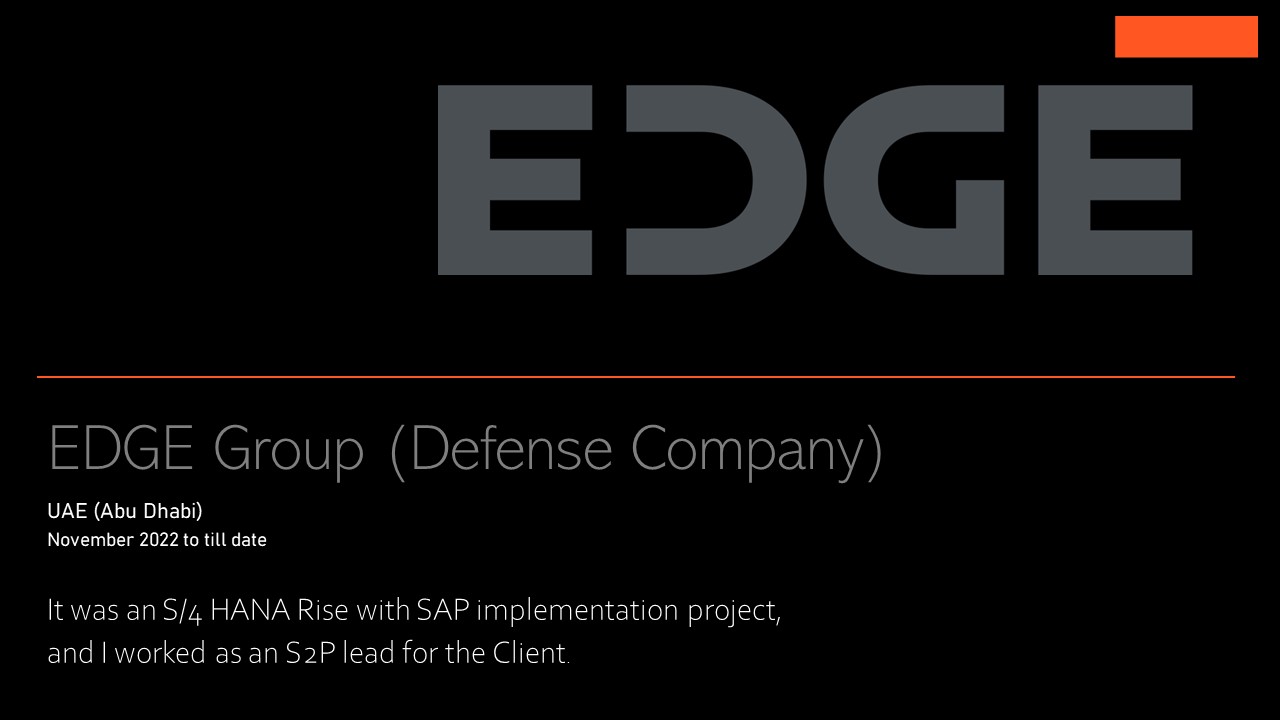 EDGE
EDGE Group (Defense Company)
UAE (Abu Dhabi)
November 2022 to till date
It was an S/4 HANA Rise with SAP implementation project,
and I worked as an S2P lead for the Client.